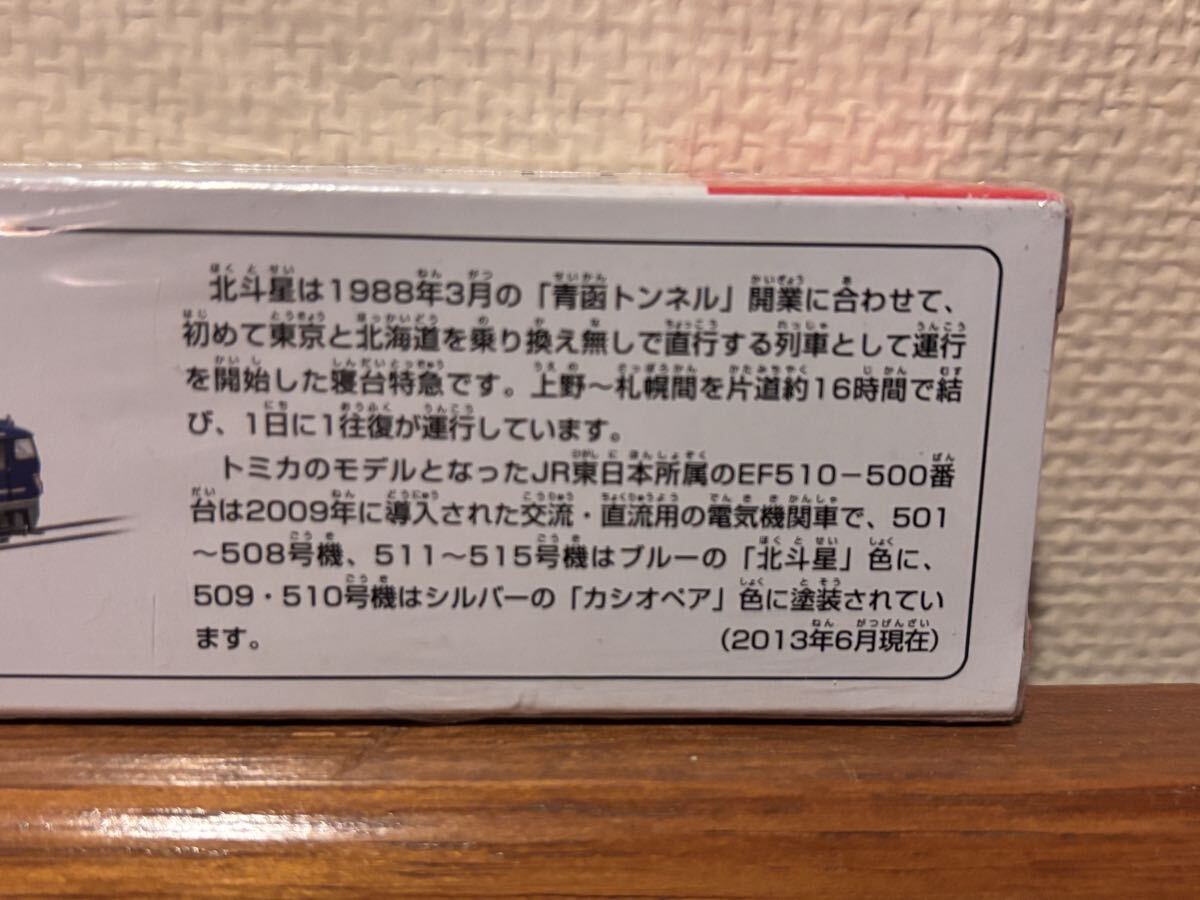 北斗星は1988年3月の「青函トンネル」開業に合わせて、
初めて東京と北海道を乗り換え無しで直行する列車として運行
を開始した寝台特急です。上野～札幌間を片道約16時間で結
び、1日に1往復が運行しています。
トミカのモデルとなったJR東日本所属のEF510－500番
台は2009年に導入された交流・直流用の電気機関車で、501
～508号機、511～515号機はブルーの「北斗星」色に、
509・510号機はシルバーの「カシオペア」色に塗装されてい
ます。 （2013年6月現在）